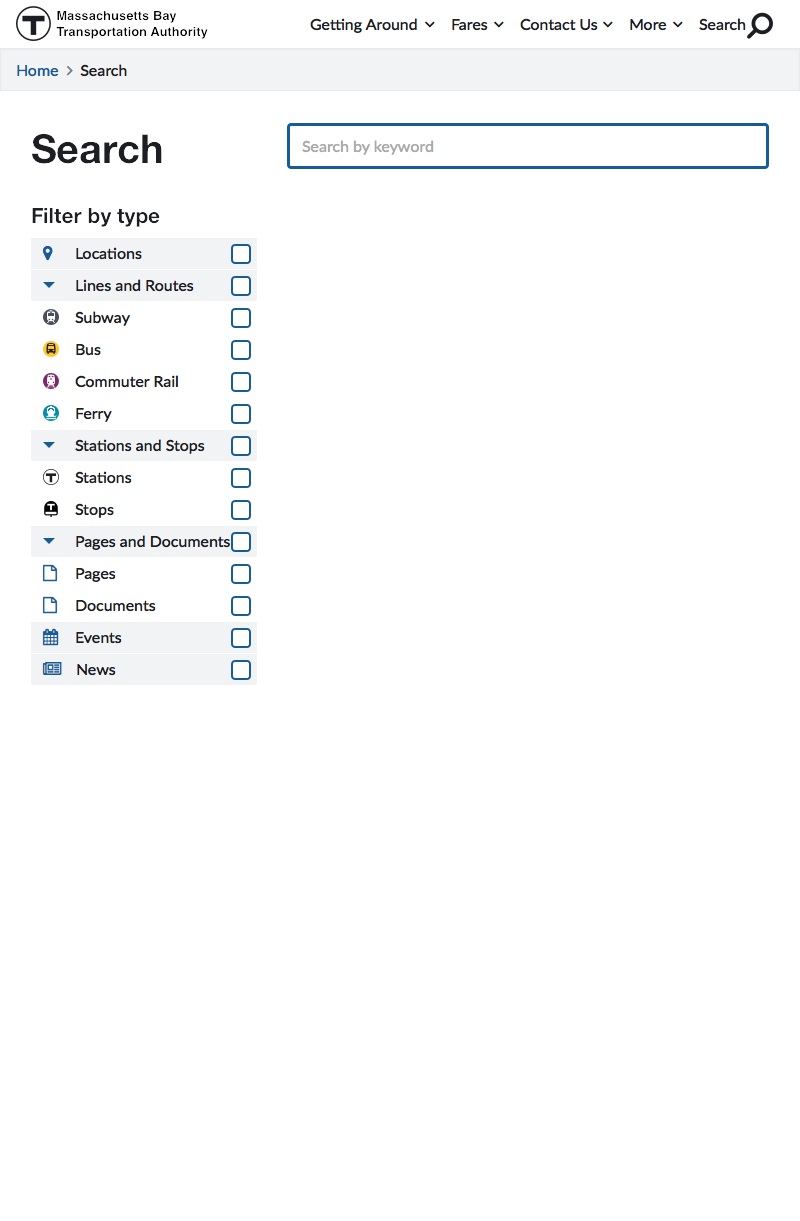 Massachusetts Bay
Transportation Authority
Getting Around
Fares
Contact Us
More
Search
Home > Search
Search
Search by keyword
Filter by type
Locations
Lines and Routes
Subway
Bus
Commuter Rail
Ferry
Stations and Stops
Stations
Stops
Pages and Documents
Pages
Documents
Events
News